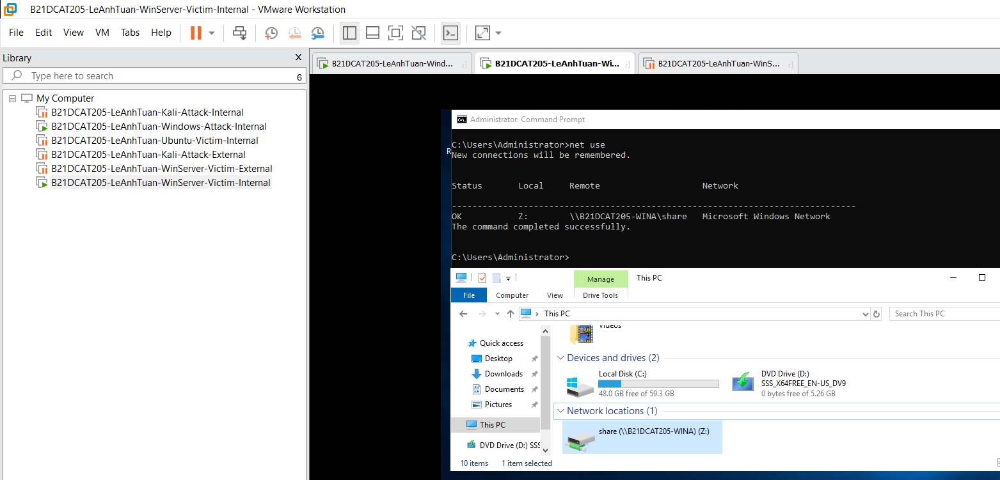 B21DCAT205-LeAnhTuan-WinServer-Victim-Internal - VMware Workstation
File Edit View VM Tabs Help
Library
Type here to search 6
My Computer
B21DCAT205-LeAnhTuan-Kali-Attack-Internal
B21DCAT205-LeAnhTuan-Windows-Attack-Internal
B21DCAT205-LeAnhTuan-Ubuntu-Victim-Internal
B21DCAT205-LeAnhTuan-Kali-Attack-External
B21DCAT205-LeAnhTuan-WinServer-Victim-External
B21DCAT205-LeAnhTuan-WinServer-Victim-Internal
B21DCAT205-LeAnhTuan-Wind... B21DCAT205-LeAnhTuan-Wi... B21DCAT205-LeAnhTuan-WinS...
Administrator: Command Prompt
R
C:\Users\Administrator>net use
New connections will be remembered.
Status Local Remote Network
-------------------------------------------------------------------------------
OK Z: \\B21DCAT205-WINA\share Microsoft Windows Network
The command completed successfully.
C:\Users\Administrator>
Manage This PC
File Computer View Drive Tools
This PC Search This PC
Quick access
Desktop
Downloads
Documents
Pictures
This PC
DVD Drive (D:) SSS
Videos
Devices and drives (2)
Local Disk (C:)
48.0 GB free of 59.3 GB
DVD Drive (D:)
SSS_X64FREE_EN-US_DV9
0 bytes free of 5.26 GB
Network locations (1)
share (\\B21DCAT205-WINA) (Z:)
10 items 1 item selected